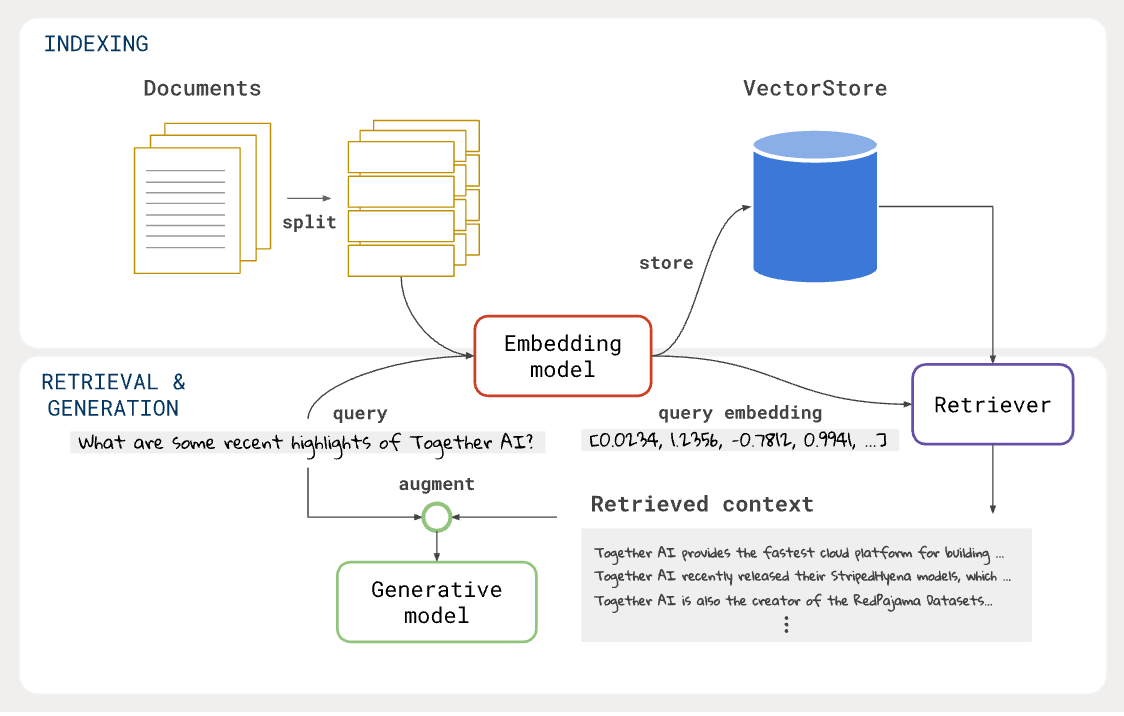 INDEXING
Documents
VectorStore
split
store
Embedding
model
RETRIEVAL &
GENERATION
Retriever
query
query embedding
What are some recent highlights of Together AI?
[0.0234, 1.2356, -0.7812, 0.9941, ...]
augment
Retrieved context
Together AI provides the fastest cloud platform for building ...
Together AI recently released their StripedHyena models, which ...
Together AI is also the creator of the RedPajama Datasets...
Generative
model